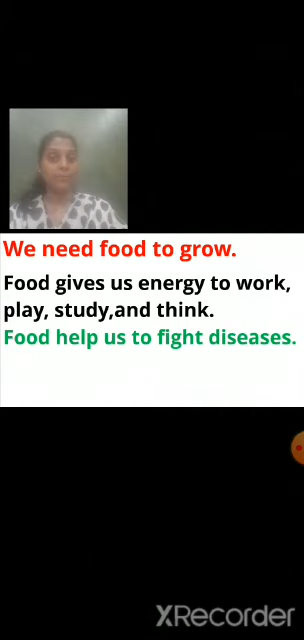 We need food to grow.
Food gives us energy to work,
play, study,and think.
Food help us to fight diseases.
XRecorder